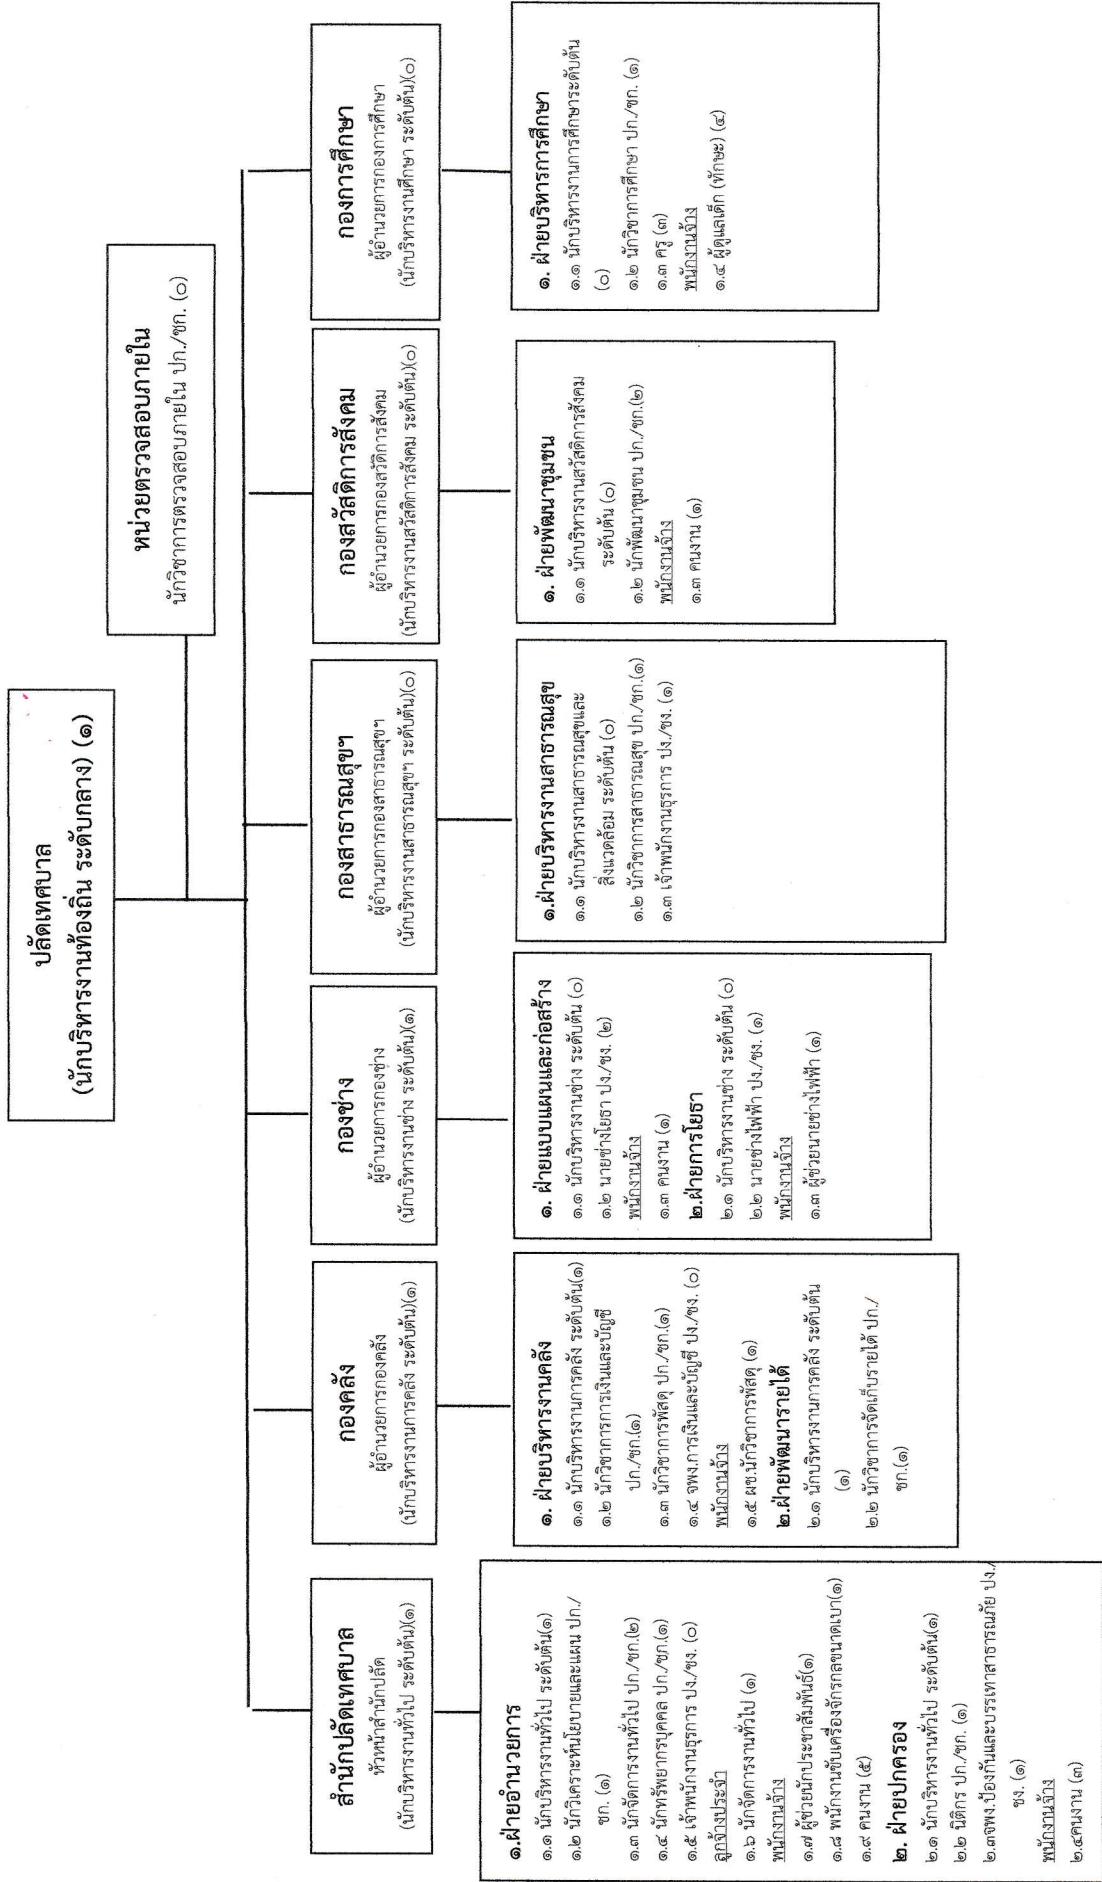 ปลัดเทศบาล
(นักบริหารงานท้องถิ่น ระดับกลาง) (๑)
หน่วยตรวจสอบภายใน
นักวิชาการตรวจสอบภายใน ปก./ชก. (๐)
สำนักปลัดเทศบาล
หัวหน้าสำนักปลัด
(นักบริหารงานทั่วไป ระดับต้น)(๑)
กองคลัง
ผู้อำนวยการกองคลัง
(นักบริหารงานการคลัง ระดับต้น)(๑)
กองช่าง
ผู้อำนวยการกองช่าง
(นักบริหารงานช่าง ระดับต้น)(๑)
กองสาธารณสุขฯ
ผู้อำนวยการกองสาธารณสุขฯ
(นักบริหารงานสาธารณสุขฯ ระดับต้น)(๐)
กองสวัสดิการสังคม
ผู้อำนวยการกองสวัสดิการสังคม
(นักบริหารงานสวัสดิการสังคม ระดับต้น)(๐)
กองการศึกษา
ผู้อำนวยการกองการศึกษา
(นักบริหารงานศึกษา ระดับต้น)(๐)
๑.ฝ่ายอำนวยการ
๑.๑ นักบริหารงานทั่วไป ระดับต้น(๑)
๑.๒ นักวิเคราะห์นโยบายและแผน ปก./
ชก. (๑)
๑.๓ นักจัดการงานทั่วไป ปก./ชก.(๒)
๑.๔ นักทรัพยากรบุคคล ปก./ชก.(๑)
๑.๕ เจ้าพนักงานธุรการ ปง./ชง. (๐)
ลูกจ้างประจำ
๑.๖ นักจัดการงานทั่วไป (๑)
พนักงานจ้าง
๑.๗ ผู้ช่วยนักประชาสัมพันธ์(๑)
๑.๘ พนักงานขับเครื่องจักรกลขนาดเบา(๑)
๑.๙ คนงาน (๕)
๒. ฝ่ายปกครอง
๒.๑ นักบริหารงานทั่วไป ระดับต้น(๑)
๒.๒ นิติกร ปก./ชก. (๑)
๒.๓จพง.ป้องกันและบรรเทาสาธารณภัย ปง./
ชง. (๑)
พนักงานจ้าง
๒.๔คนงาน (๓)
๑. ฝ่ายบริหารงานคลัง
๑.๑ นักบริหารงานการคลัง ระดับต้น(๑)
๑.๒ นักวิชาการการเงินและบัญชี
ปก./ชก.(๑)
๑.๓ นักวิชาการพัสดุ ปก./ชก.(๑)
๑.๔ จพง.การเงินและบัญชี ปง./ชง. (๐)
พนักงานจ้าง
๑.๕ ผช.นักวิชาการพัสดุ (๑)
๒.ฝ่ายพัฒนารายได้
๒.๑ นักบริหารงานการคลัง ระดับต้น
(๑)
๒.๒ นักวิชาการจัดเก็บรายได้ ปก./
ชก.(๑)
๑. ฝ่ายแบบแผนและก่อสร้าง
๑.๑ นักบริหารงานช่าง ระดับต้น (๐)
๑.๒ นายช่างโยธา ปง./ชง. (๒)
พนักงานจ้าง
๑.๓ คนงาน (๑)
๒.ฝ่ายการโยธา
๒.๑ นักบริหารงานช่าง ระดับต้น (๐)
๒.๒ นายช่างไฟฟ้า ปง./ชง. (๑)
พนักงานจ้าง
๑.๓ ผู้ช่วยนายช่างไฟฟ้า (๑)
๑.ฝ่ายบริหารงานสาธารณสุข
๑.๑ นักบริหารงานสาธารณสุขและ
สิ่งแวดล้อม ระดับต้น (๐)
๑.๒ นักวิชาการสาธารณสุข ปก./ชก.(๑)
๑.๓ เจ้าพนักงานธุรการ ปง./ชง. (๑)
๑. ฝ่ายพัฒนาชุมชน
๑.๑ นักบริหารงานสวัสดิการสังคม
ระดับต้น (๐)
๑.๒ นักพัฒนาชุมชน ปก./ชก.(๒)
พนักงานจ้าง
๑.๓ คนงาน (๑)
๑. ฝ่ายบริหารการศึกษา
๑.๑ นักบริหารงานการศึกษาระดับต้น
(๐)
๑.๒ นักวิชาการศึกษา ปก./ชก. (๑)
๑.๓ ครู (๓)
พนักงานจ้าง
๑.๔ ผู้ดูแลเด็ก (ทักษะ) (๔)